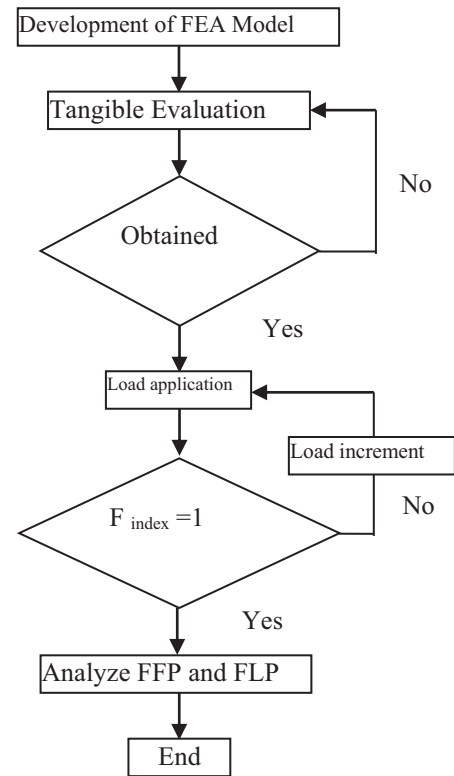 Development of FEA Model
Tangible Evaluation
No
Obtained
Yes
Load application
Load increment
No
F index =1
Yes
Analyze FFP and FLP
End